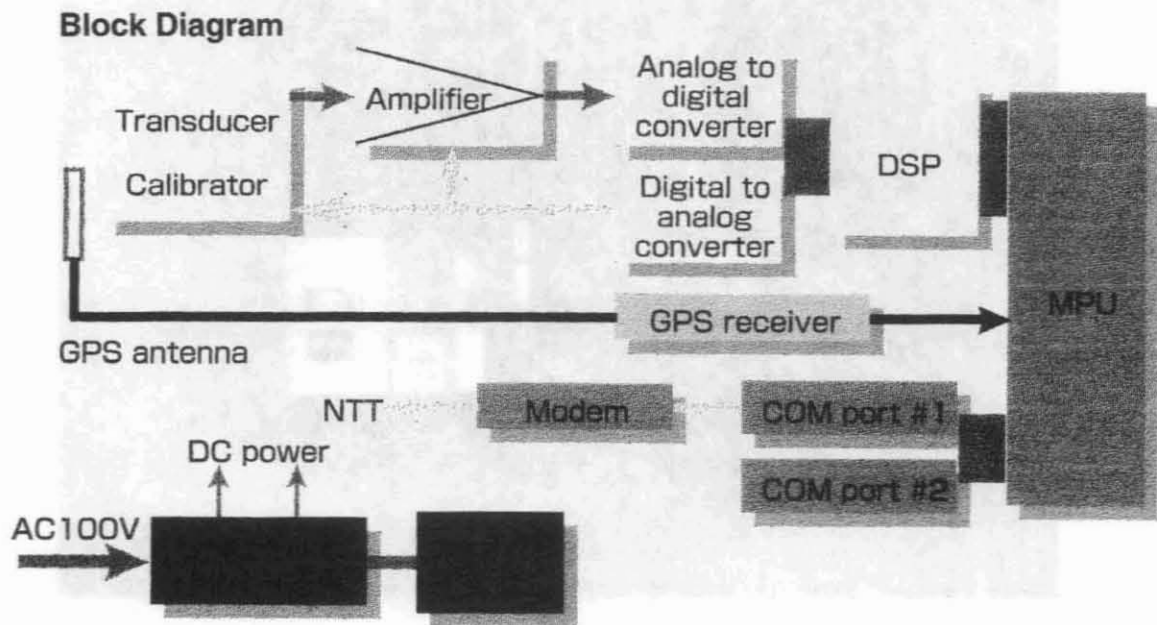 Block Diagram
Transducer
Calibrator
Amplifier
Analog to
digital
converter
Digital to
analog
converter
DSP
MPU
GPS receiver
GPS antenna
NTT
Modem
COM port #1
COM port #2
DC power
AC100V